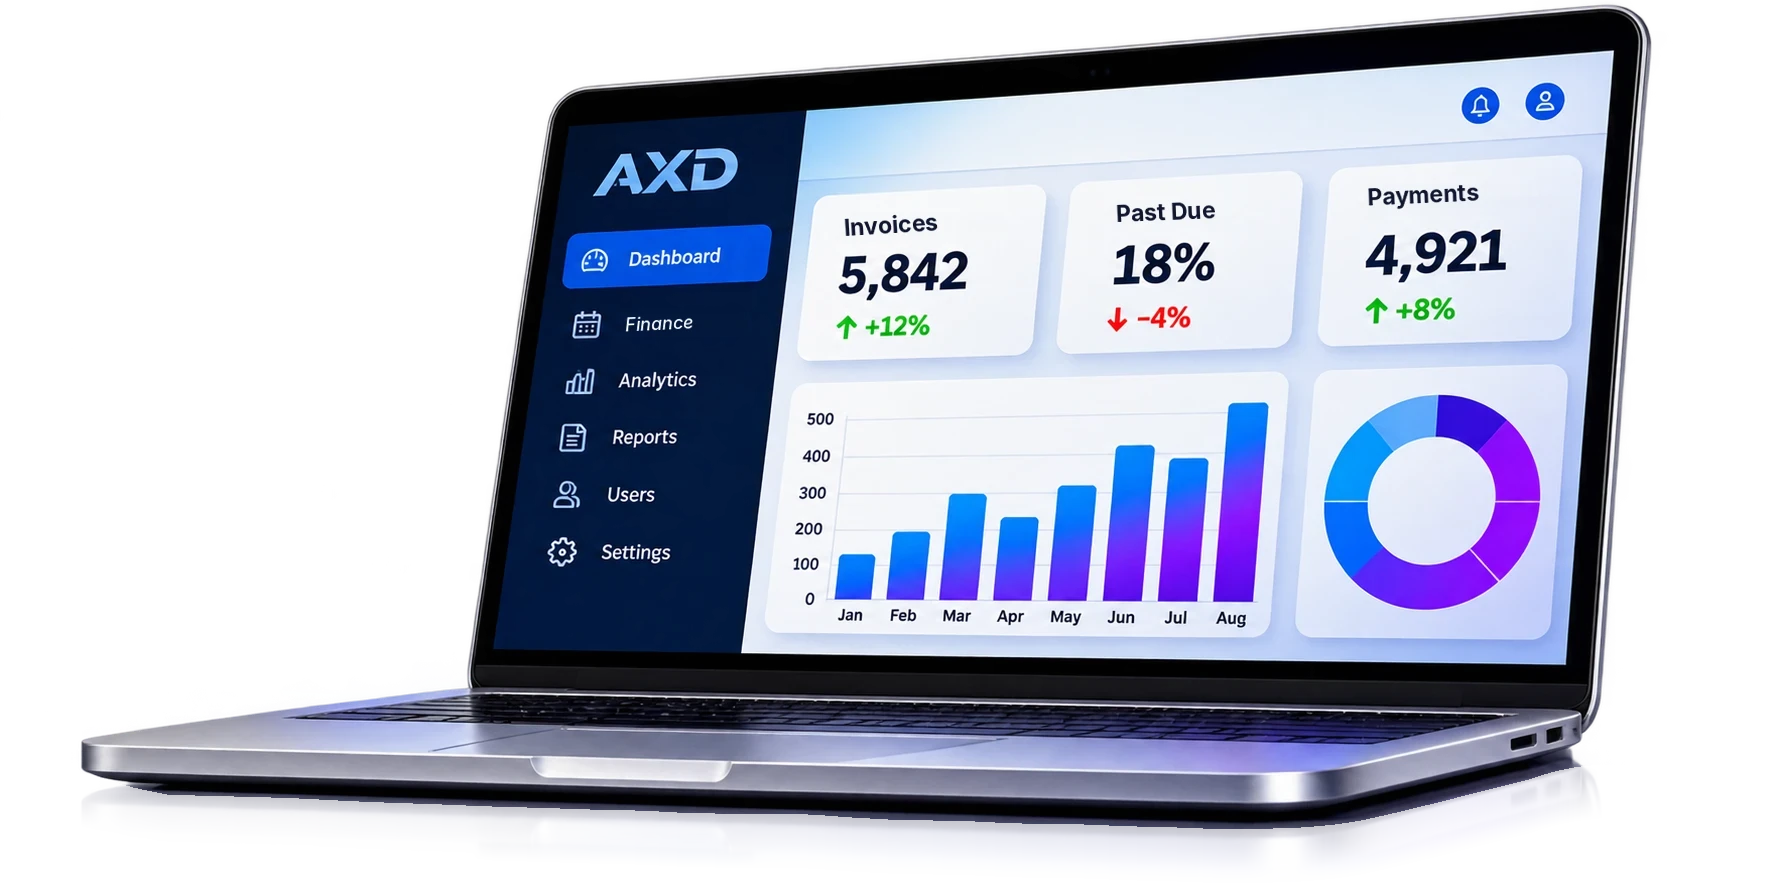 AXD
Dashboard
Finance
Analytics
Reports
Users
Settings
Invoices
5,842
↑ +12%
Past Due
18%
↓ −4%
Payments
4,921
↑ +8%
500
400
300
200
100
0
Jan Feb Mar Apr May Jun Jul Aug